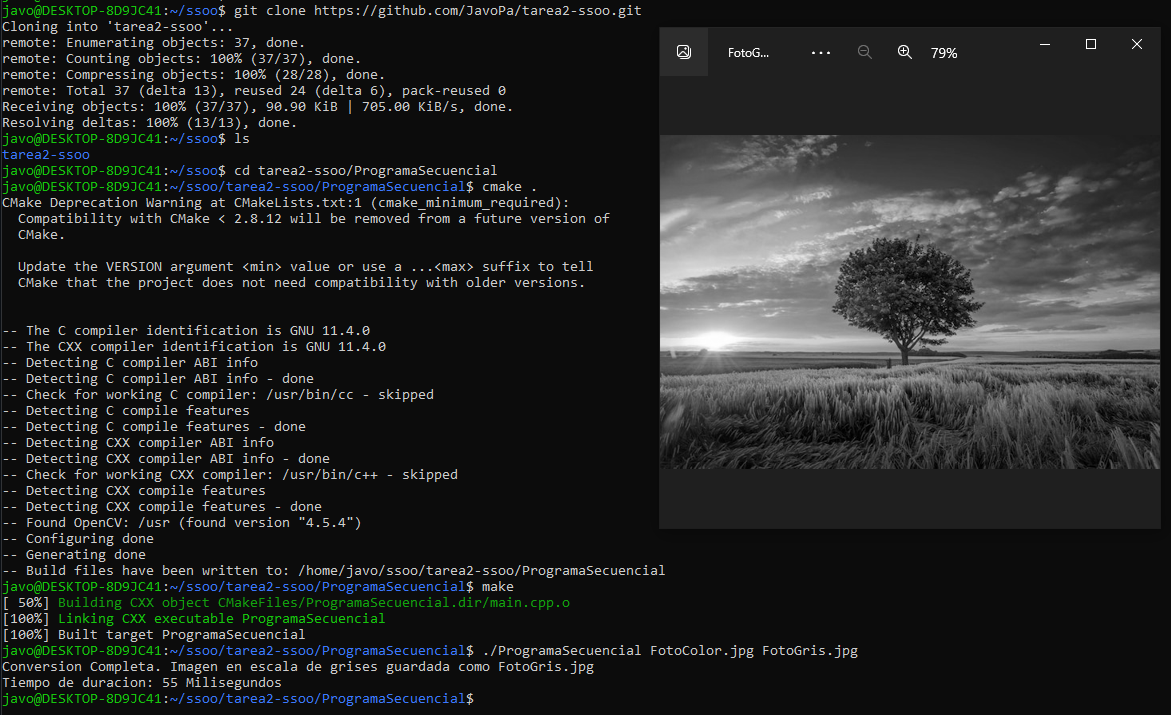 javo@DESKTOP-8D9JC41:~/ssoo$ git clone https://github.com/JavoPa/tarea2-ssoo.git
Cloning into 'tarea2-ssoo'...
remote: Enumerating objects: 37, done.
remote: Counting objects: 100% (37/37), done.
remote: Compressing objects: 100% (28/28), done.
remote: Total 37 (delta 13), reused 24 (delta 6), pack-reused 0
Receiving objects: 100% (37/37), 90.90 KiB | 705.00 KiB/s, done.
Resolving deltas: 100% (13/13), done.
javo@DESKTOP-8D9JC41:~/ssoo$ ls
tarea2-ssoo
javo@DESKTOP-8D9JC41:~/ssoo$ cd tarea2-ssoo/ProgramaSecuencial
javo@DESKTOP-8D9JC41:~/ssoo/tarea2-ssoo/ProgramaSecuencial$ cmake .
CMake Deprecation Warning at CMakeLists.txt:1 (cmake_minimum_required):
  Compatibility with CMake < 2.8.12 will be removed from a future version of
  CMake.

  Update the VERSION argument <min> value or use a ...<max> suffix to tell
  CMake that the project does not need compatibility with older versions.

-- The C compiler identification is GNU 11.4.0
-- The CXX compiler identification is GNU 11.4.0
-- Detecting C compiler ABI info
-- Detecting C compiler ABI info - done
-- Check for working C compiler: /usr/bin/cc - skipped
-- Detecting C compile features
-- Detecting C compile features - done
-- Detecting CXX compiler ABI info
-- Detecting CXX compiler ABI info - done
-- Check for working CXX compiler: /usr/bin/c++ - skipped
-- Detecting CXX compile features
-- Detecting CXX compile features - done
-- Found OpenCV: /usr (found version "4.5.4")
-- Configuring done
-- Generating done
-- Build files have been written to: /home/javo/ssoo/tarea2-ssoo/ProgramaSecuencial
javo@DESKTOP-8D9JC41:~/ssoo/tarea2-ssoo/ProgramaSecuencial$ make
[ 50%] Building CXX object CMakeFiles/ProgramaSecuencial.dir/main.cpp.o
[100%] Linking CXX executable ProgramaSecuencial
[100%] Built target ProgramaSecuencial
javo@DESKTOP-8D9JC41:~/ssoo/tarea2-ssoo/ProgramaSecuencial$ ./ProgramaSecuencial FotoColor.jpg FotoGris.jpg
Conversion Completa. Imagen en escala de grises guardada como FotoGris.jpg
Tiempo de duracion: 55 Milisegundos
javo@DESKTOP-8D9JC41:~/ssoo/tarea2-ssoo/ProgramaSecuencial$
FotoG...
79%